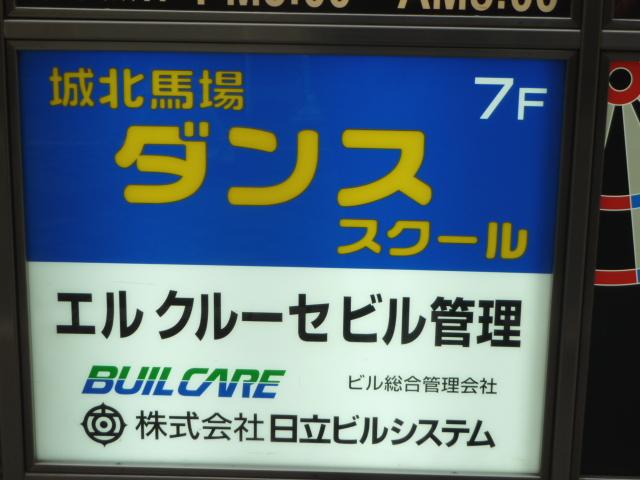 城北馬場
7F
ダンス
スクール
エル クルーセビル管理
BUILCARE
ビル総合管理会社
株式会社日立ビルシステム